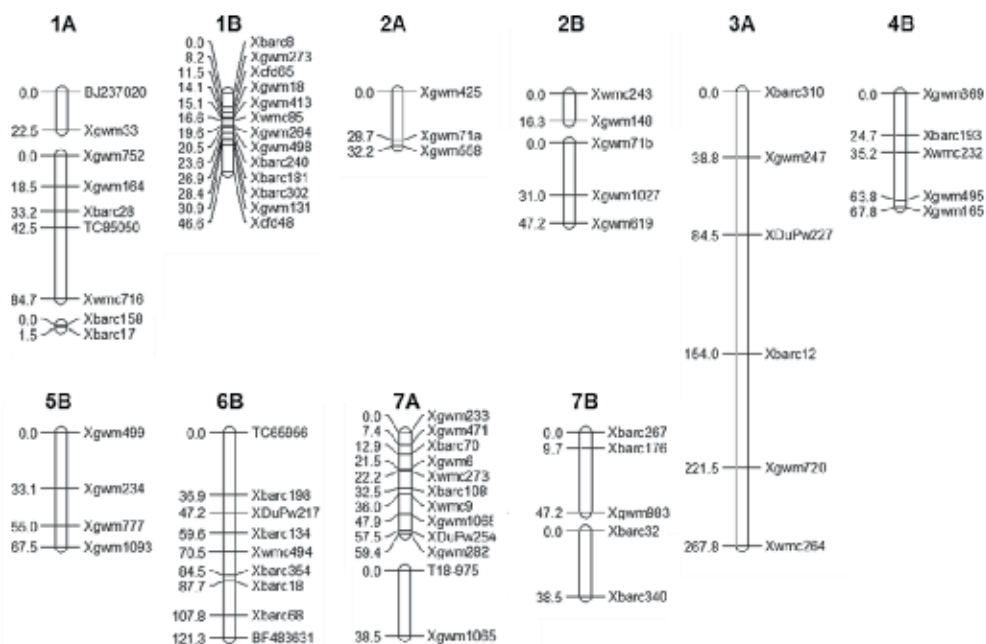 1A
0.0 BJ237020
22.5 Xgwm33
0.0 Xgwm752
18.5 Xgwm164
33.2 Xbarc28
42.5 TC85050
84.7 Xwmc716
0.0 Xbarc158
1.5 Xbarc17
1B
0.0 Xbarc8
8.2 Xgwm273
11.5 Xcfd65
14.1 Xgwm18
15.1 Xgwm413
16.6 Xwmc85
19.6 Xgwm264
20.5 Xgwm498
23.9 Xbarc240
26.9 Xbarc181
28.4 Xbarc302
30.9 Xgwm131
46.6 Xcfd48
2A
0.0 Xgwm425
28.7 Xgwm71a
32.2 Xgwm558
2B
0.0 Xwmc243
16.3 Xgwm148
0.0 Xgwm71b
31.0 Xgwm1027
47.2 Xgwm619
3A
0.0 Xbarc310
38.8 Xgwm247
84.5 XDuPw227
154.0 Xbarc12
221.5 Xgwm720
267.8 Xwmc264
4B
0.0 Xgwm369
24.7 Xbarc193
35.2 Xwmc232
63.8 Xgwm495
67.8 Xgwm165
5B
0.0 Xgwm499
33.1 Xgwm234
55.0 Xgwm777
67.5 Xgwm1093
6B
0.0
36.9 Xbarc198
47.2 XDuPw217
59.6 Xbarc134
70.5 Xwmc494
84.5 Xbarc354
87.7 Xbarc18
107.8 Xbarc68
121.3 BF483631
7A
0.0 Xgwm233
7.4 Xgwm471
12.9 Xbarc70
21.5 Xgwm6
22.2 Xwmc273
32.5 Xbarc108
36.0 Xwmc9
47.9 Xgwm1065
57.5 XDuPw254
59.4 Xgwm282
0.0 T18-975
38.5 Xgwm1065
7B
0.0 Xbarc267
9.7 Xbarc176
47.2 Xgwm983
0.0 Xbarc32
38.5 Xbarc340